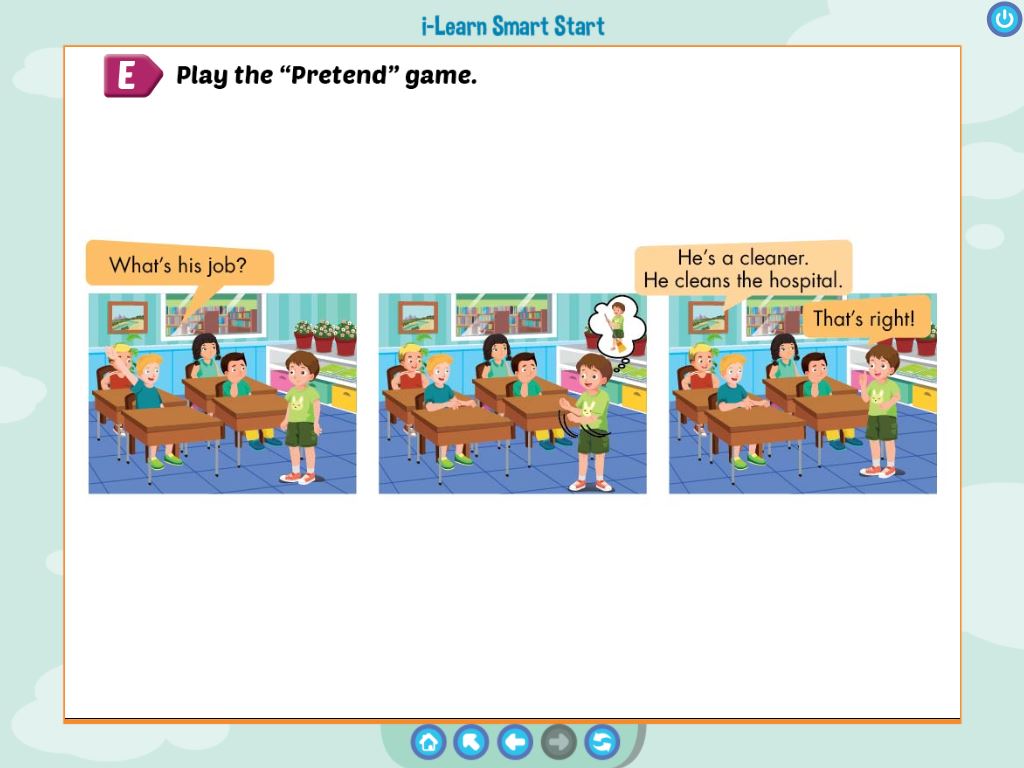 i-Learn Smart Start
E Play the “Pretend” game.
What’s his job?
He’s a cleaner.
He cleans the hospital.
That’s right!